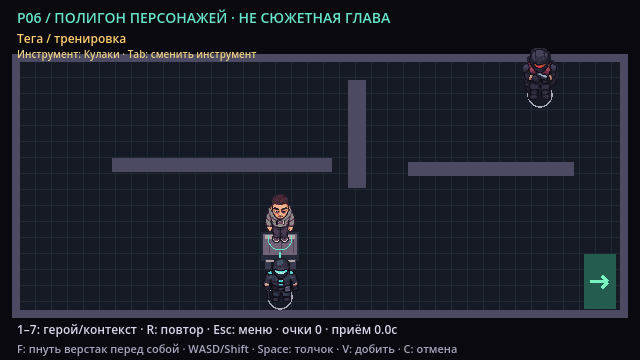 P06 / ПОЛИГОН ПЕРСОНАЖЕЙ · НЕ СЮЖЕТНАЯ ГЛАВА
Тега / тренировка
Инструмент: Кулаки · Tab: сменить инструмент
1–7: герой/контекст · R: повтор · Esc: меню · очки 0 · приём 0.0с
F: пнуть верстак перед собой · WASD/Shift · Space: толчок · V: добить · C: отмена